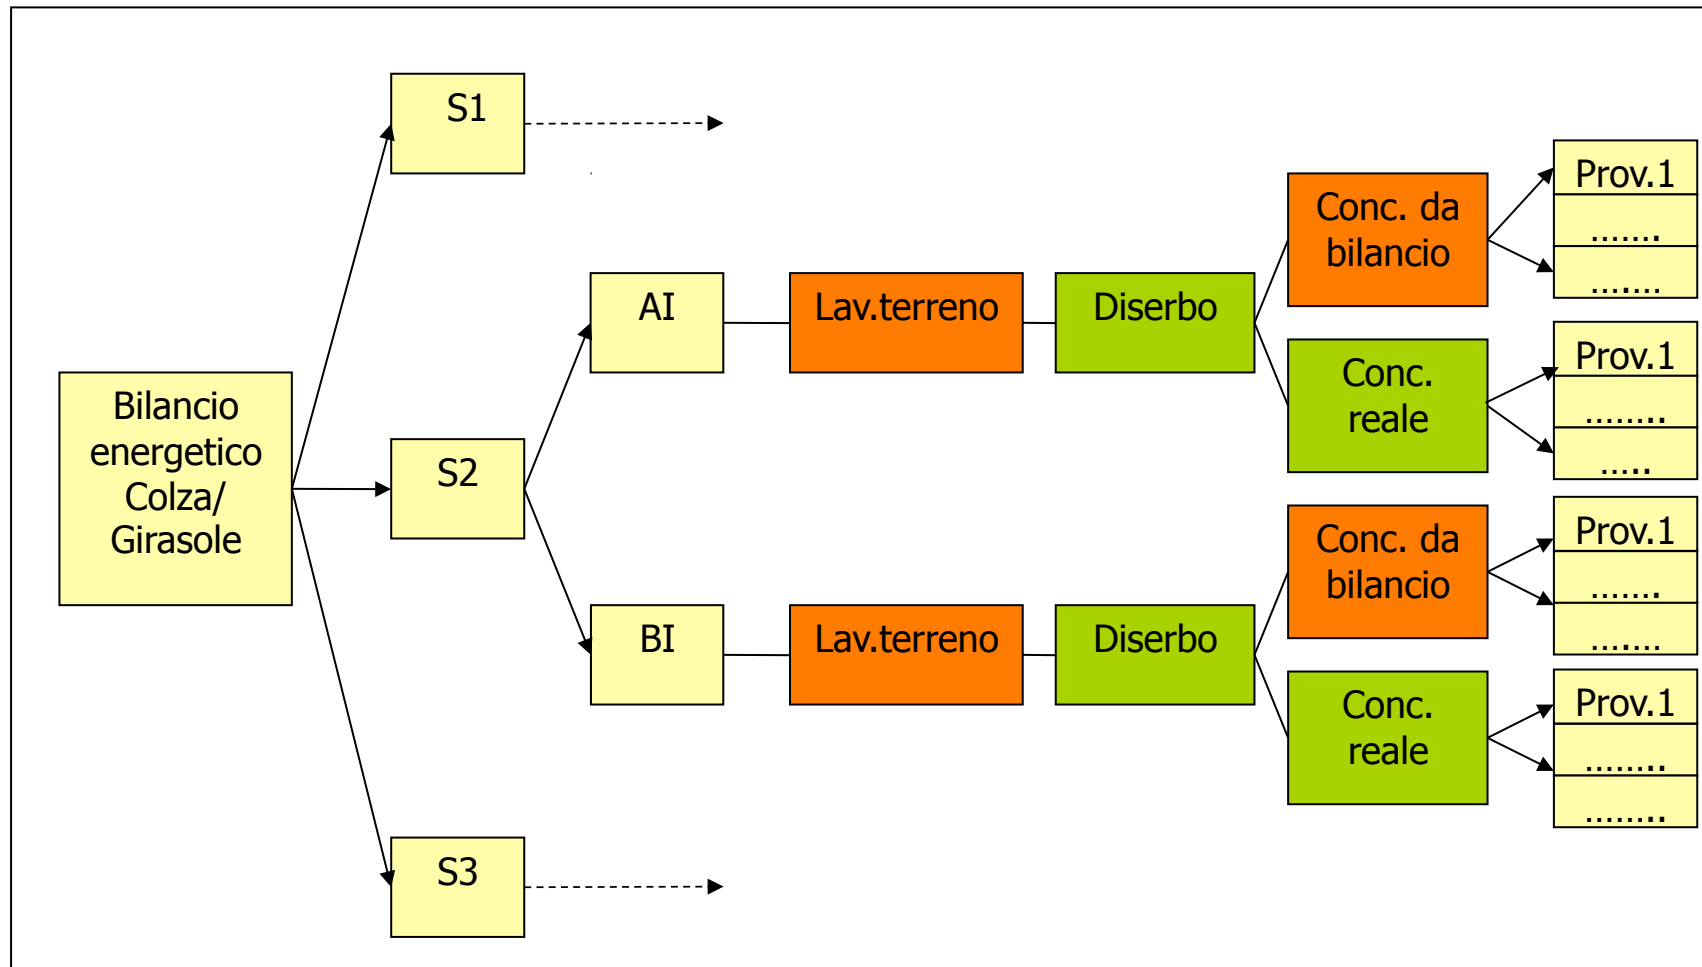 S1
Prov.1
.......
.......
Conc. da
bilancio
AI
Lav.terreno
Diserbo
Prov.1
........
.....
Conc.
reale
Bilancio
energetico
Colza/
Girasole
S2
Prov.1
.......
.......
Conc. da
bilancio
BI
Lav.terreno
Diserbo
Prov.1
........
........
Conc.
reale
S3